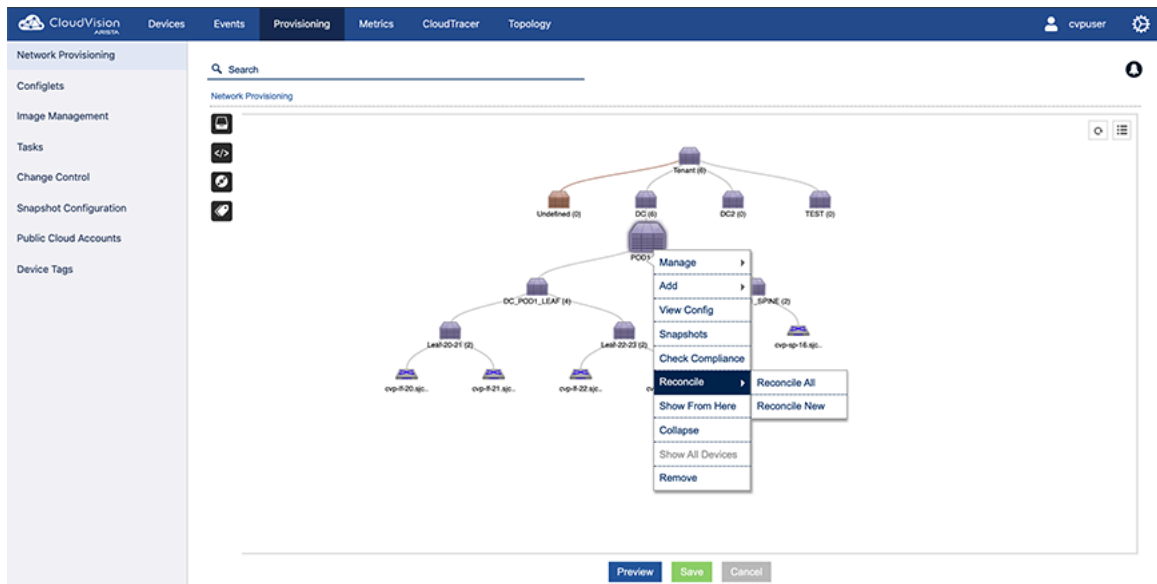 CloudVision
ARISTA
Devices
Events
Provisioning
Metrics
CloudTracer
Topology
cvpuser
Network Provisioning
Configlets
Image Management
Tasks
Change Control
Snapshot Configuration
Public Cloud Accounts
Device Tags
Search
Network Provisioning
Tenant (6)
Undefined (0)
DC (6)
DC2 (0)
TEST (0)
POD1
DC_POD1_LEAF (4)
_SPINE (2)
Leaf-20-21 (2)
Leaf-22-23 (2)
cvp-sp-16.sjc..
cvp-lf-20.sjc..
cvp-lf-21.sjc..
cvp-lf-22.sjc..
Manage
Add
View Config
Snapshots
Check Compliance
Reconcile
Show From Here
Collapse
Show All Devices
Remove
Reconcile All
Reconcile New
Preview
Save
Cancel